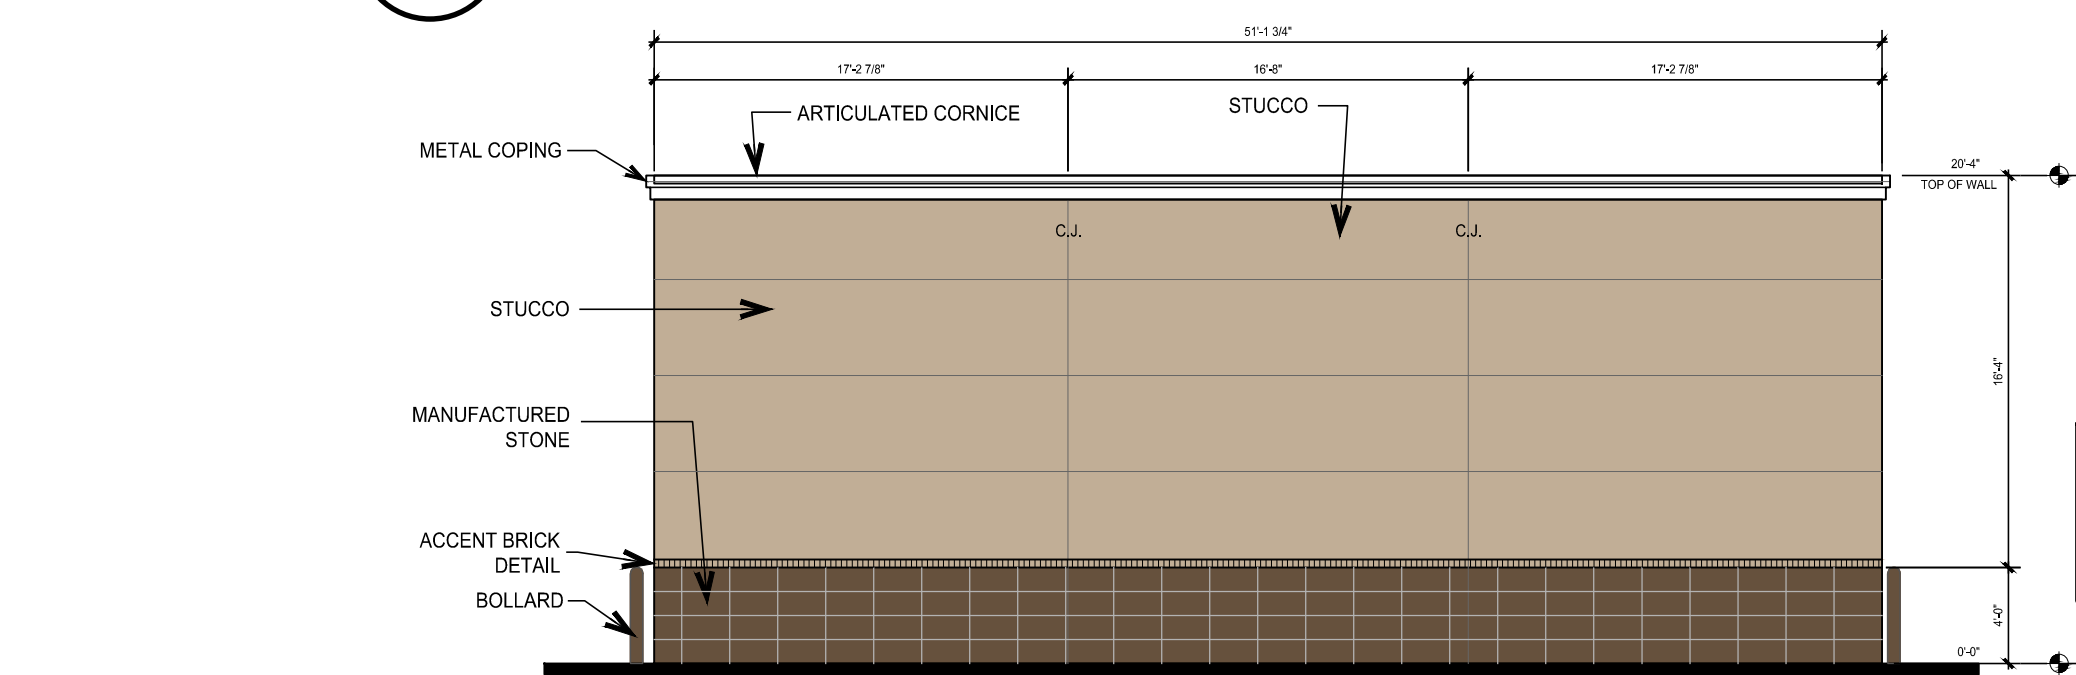 51'-1 3/4"
17'-2 7/8"
16'-8"
17'-2 7/8"
ARTICULATED CORNICE
STUCCO
METAL COPING
20'-4"
TOP OF WALL
C.J.
C.J.
STUCCO
16'-4"
MANUFACTURED
STONE
ACCENT BRICK
DETAIL
BOLLARD
4'-0"
0'-0"